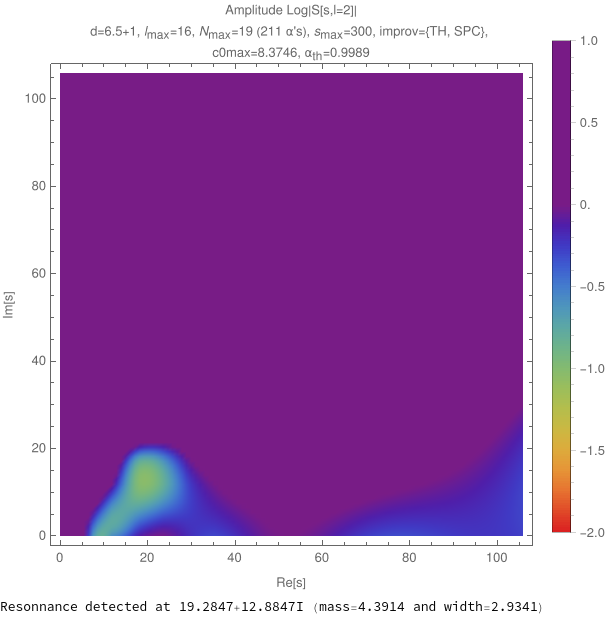 Amplitude Log|S[s,l=2]|
d=6.5+1, lmax=16, Nmax=19 (211 α's), smax=300, improv={TH, SPC},
c0max=8.3746, αth=0.9989
1.0
0.5
0.
-0.5
-1.0
-1.5
-2.0
100
80
60
40
20
0
Im[s]
0 20 40 60 80 100
Re[s]
Resonnance detected at 19.2847+12.8847I (mass=4.3914 and width=2.9341)